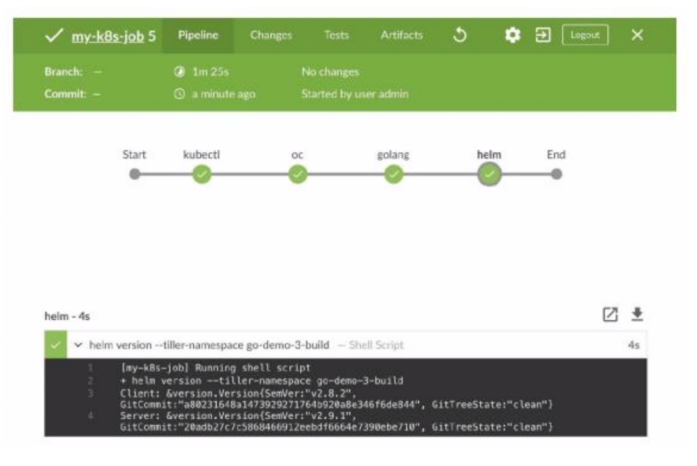 my-k8s-job 5 Pipeline Changes Tests Artifacts Logout
Branch: — 1m 25s No changes
Commit: — a minute ago Started by user admin
Start kubectl oc golang helm End
helm - 4s
helm version --tiller-namespace go-demo-3-build — Shell Script 4s
1 [my-k8s-job] Running shell script
2 + helm version --tiller-namespace go-demo-3-build
3 Client: &version.Version{SemVer:"v2.8.2",
GitCommit:"a80231648a1473929271764b920a8e346f6de844", GitTreeState:"clean"}
4 Server: &version.Version{SemVer:"v2.9.1",
GitCommit:"20adb27c7c5868466912eebdf6664e7390ebe710", GitTreeState:"clean"}